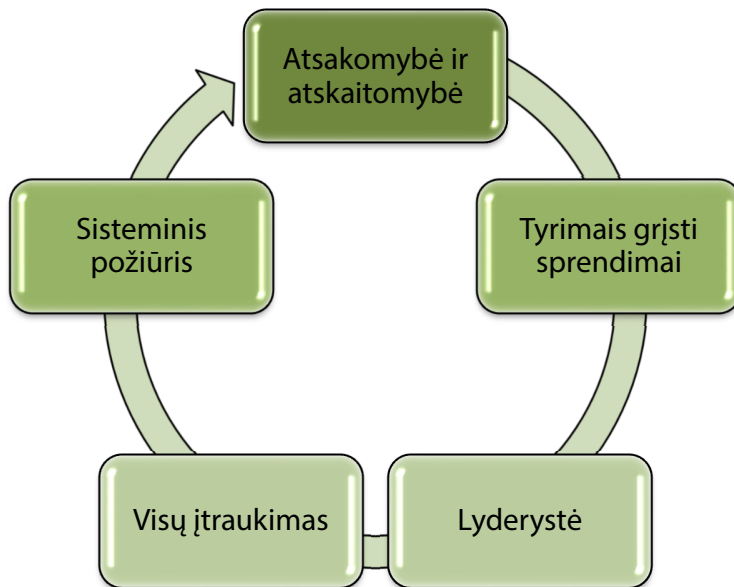 Atsakomybė ir
atskaitomybė
Tyrimais grįsti
sprendimai
Lyderystė
Visų įtraukimas
Sisteminis
požiūris